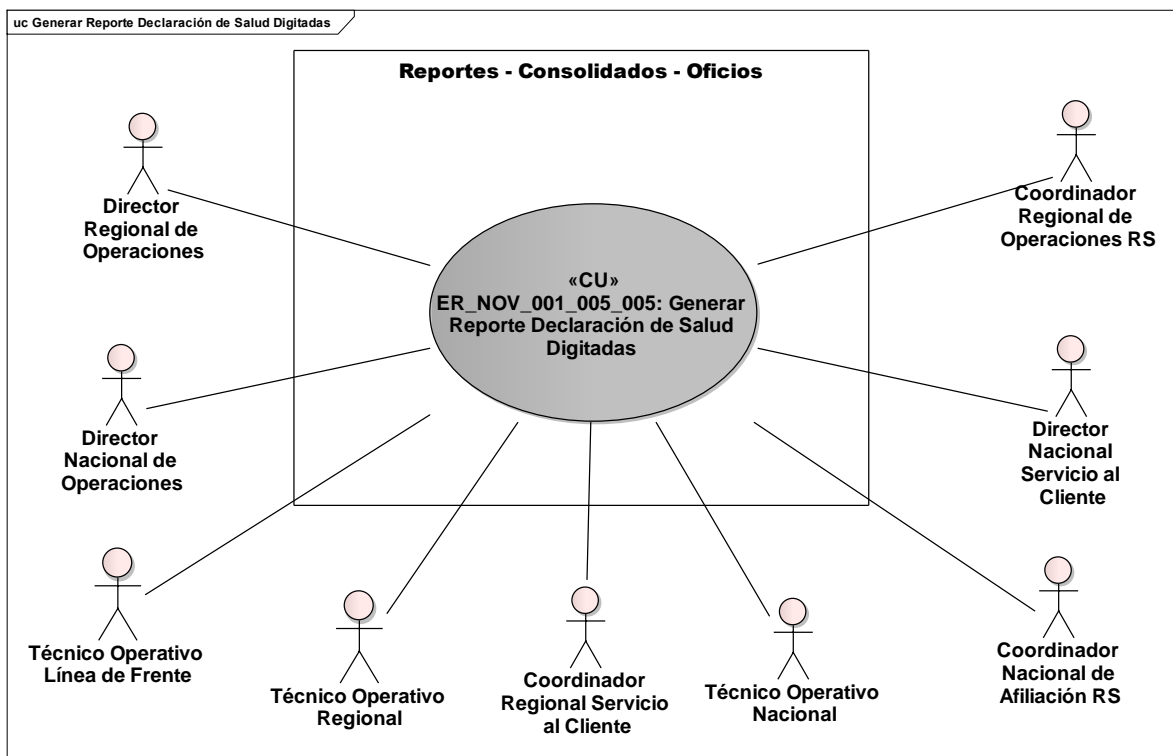 uc Generar Reporte Declaración de Salud Digitadas
Reportes - Consolidados - Oficios
Director
Regional de
Operaciones
Coordinador
Regional de
Operaciones RS
«CU»
ER_NOV_001_005_005: Generar
Reporte Declaración de Salud
Digitadas
Director
Nacional de
Operaciones
Director
Nacional
Servicio al
Cliente
Técnico Operativo
Línea de Frente
Técnico Operativo
Regional
Coordinador
Regional Servicio
al Cliente
Técnico Operativo
Nacional
Coordinador
Nacional de
Afiliación RS